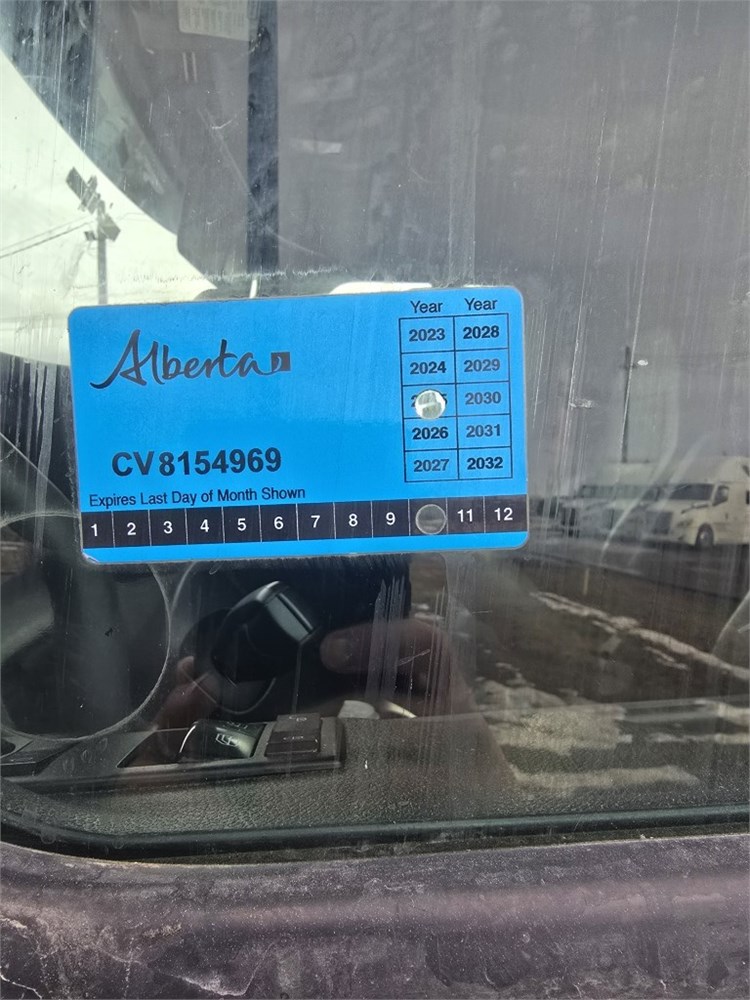 Alberta
Year Year
2023 2028
2024 2029
2030
2026 2031
2027 2032
CV8154969
Expires Last Day of Month Shown
1 2 3 4 5 6 7 8 9 11 12